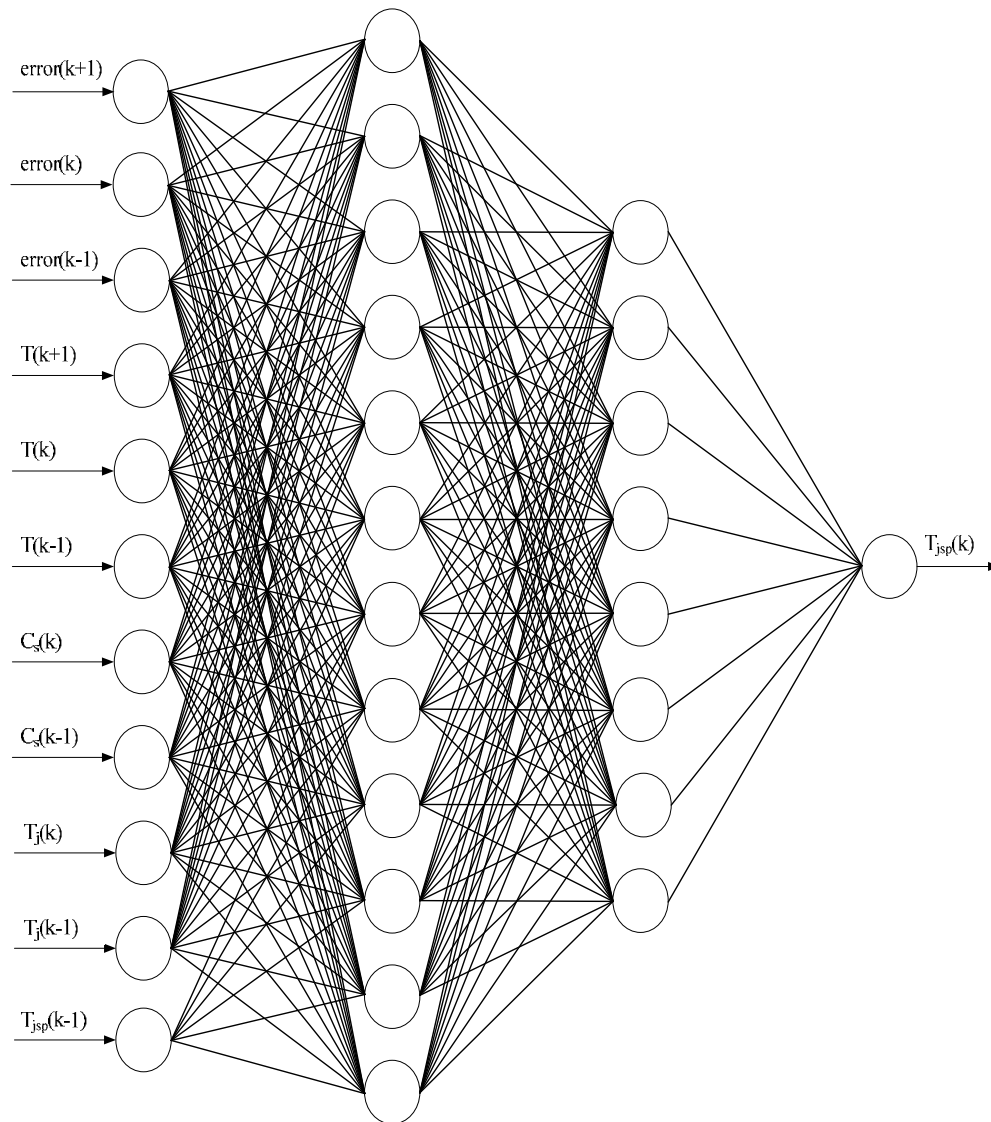 error(k+1)
error(k)
error(k-1)
T(k+1)
T(k)
T(k-1)
Cs(k)
Cs(k-1)
Tj(k)
Tj(k-1)
Tjsp(k-1)
Tjsp(k)